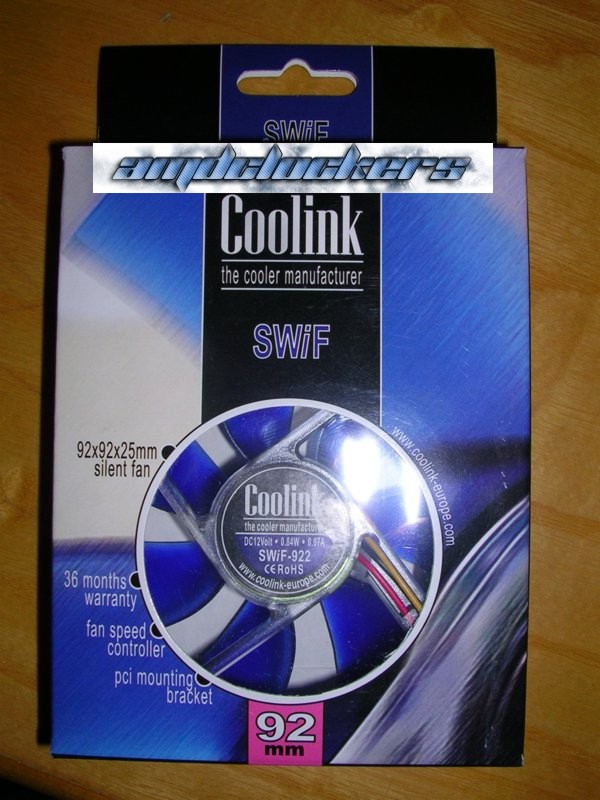 SWiF
amdclockers
Coolink
the cooler manufacturer
SWiF
92x92x25mm
silent fan
www.coolink-europe.com
Coolink
the cooler manufacturer
DC12Volt • 0.84W • 0.07A
SWiF-922
CE RoHS
www.coolink-europe.com
36 months
warranty
fan speed
controller
pci mounting
bracket
92
mm